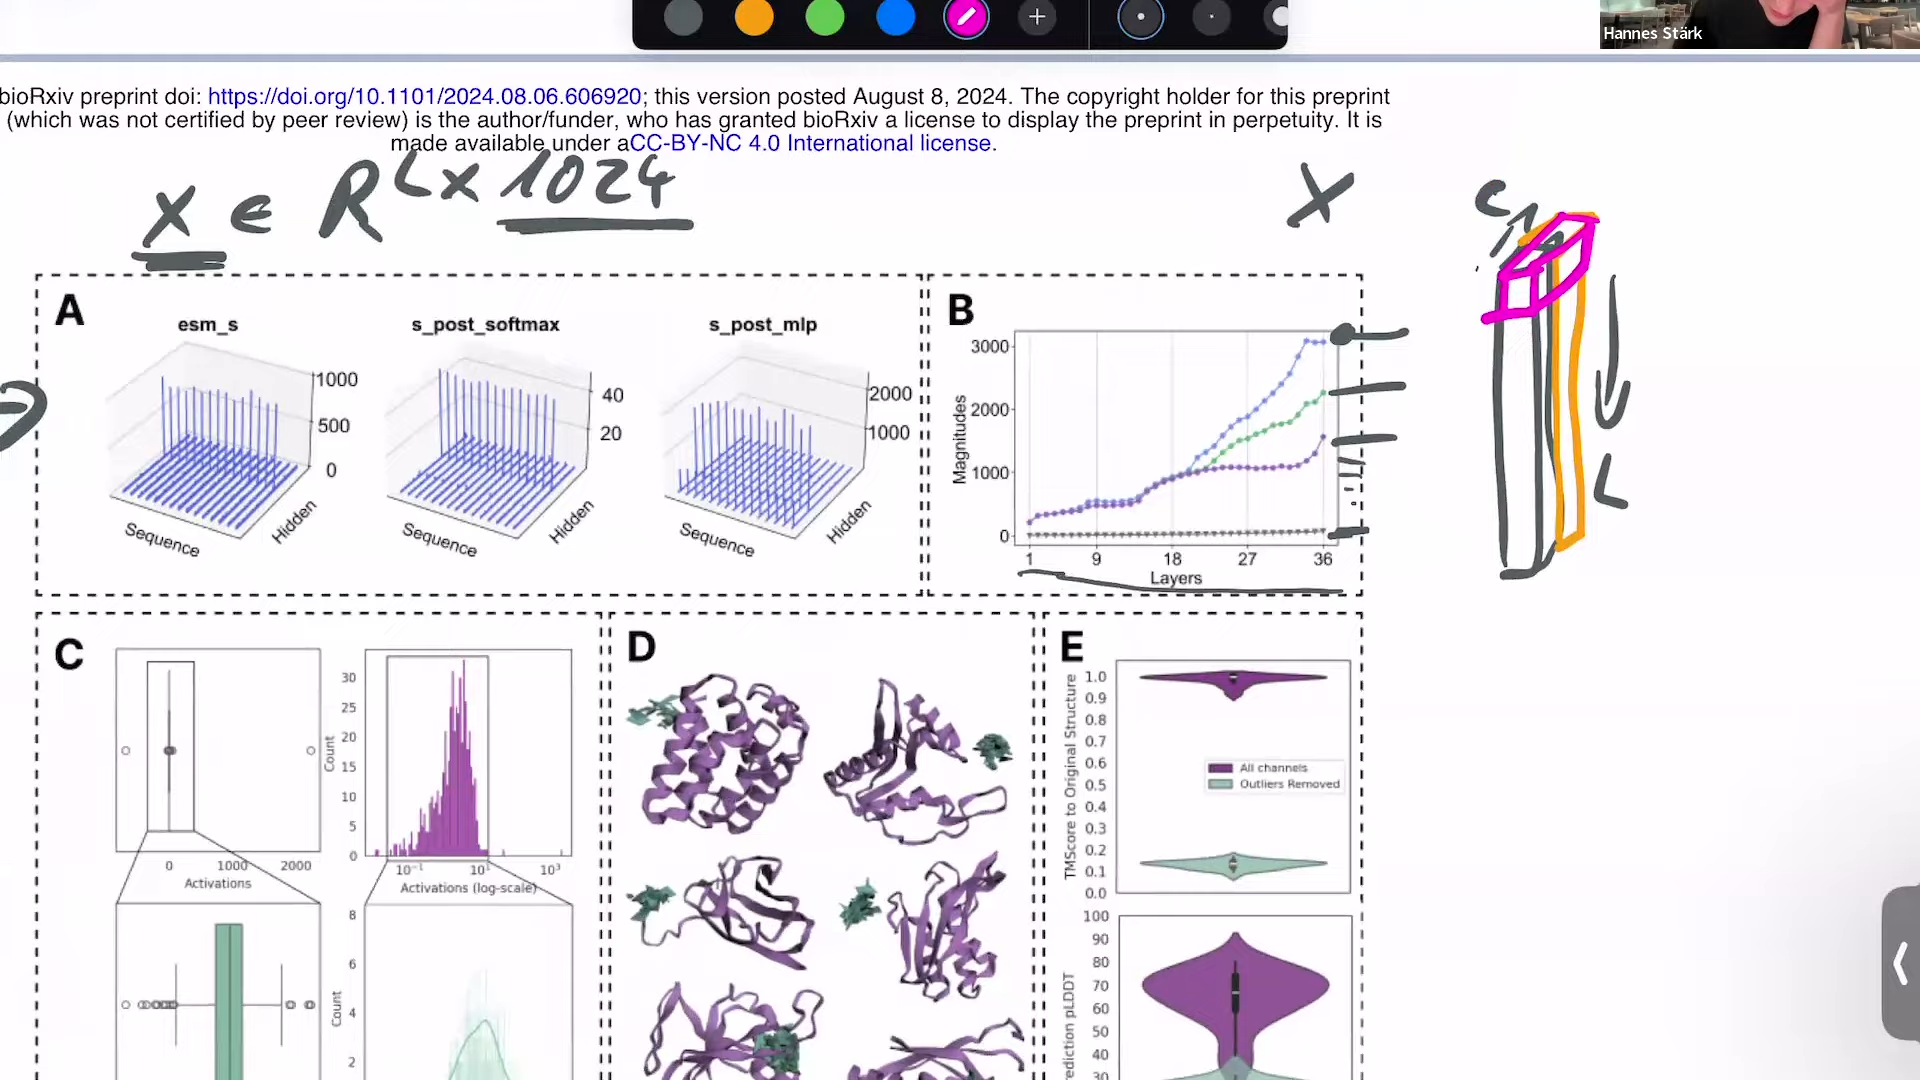 Hannes Stärk
bioRxiv preprint doi: https://doi.org/10.1101/2024.08.06.606920; this version posted August 8, 2024. The copyright holder for this preprint
(which was not certified by peer review) is the author/funder, who has granted bioRxiv a license to display the preprint in perpetuity. It is
made available under aCC-BY-NC 4.0 International license.
X ∈ R L x 1024
X
A
esm_s
s_post_softmax
s_post_mlp
1000
500
0
40
20
2000
1000
Sequence
Hidden
Sequence
Hidden
Sequence
Hidden
B
3000
2000
1000
0
Magnitudes
1
9
18
27
36
Layers
L
C
0
1000
2000
Activations
30
25
20
15
10
5
0
Count
10⁻¹
10¹
10³
Activations (log-scale)
8
6
4
2
Count
D
E
1.0
0.9
0.8
0.7
0.6
0.5
0.4
0.3
0.2
0.1
0.0
TMScore to Original Structure
All channels
Outliers Removed
100
90
80
70
60
50
40
30
rediction pLDDT